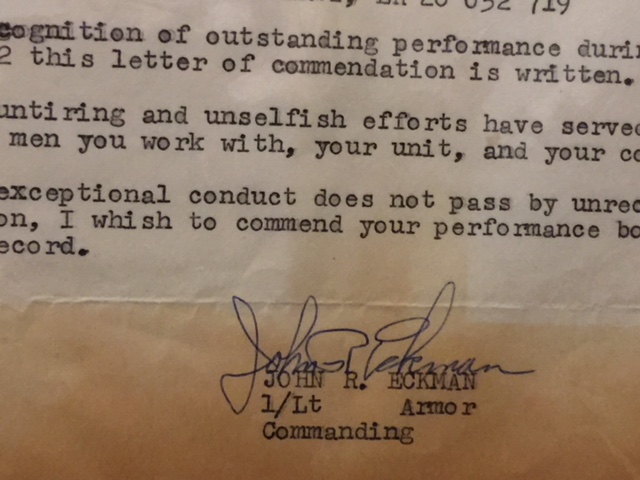 cognition of outstanding performance durin
2 this letter of commendation is written.
untiring and unselfish efforts have served
men you work with, your unit, and your co
exceptional conduct does not pass by unrec
on, I whish to commend your performance bo
ecord.
John R Eckman
JOHN R. ECKMAN
1/Lt Armor
Commanding